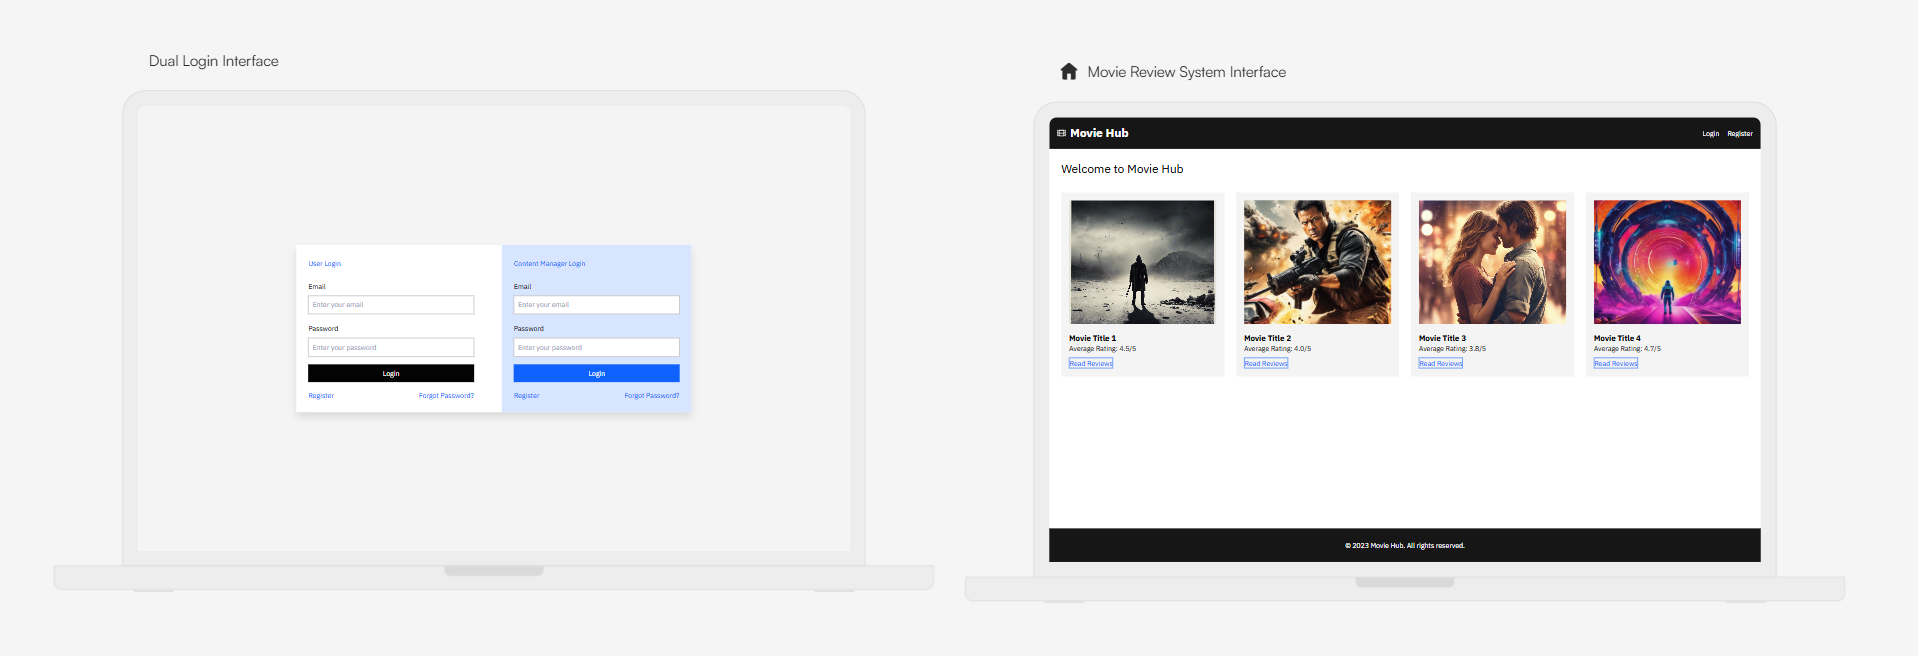 Dual Login Interface
User Login
Email
Enter your email
Password
Enter your password
Login
Register Forgot Password?
Content Manager Login
Email
Enter your email
Password
Enter your password
Login
Register Forgot Password?
Movie Review System Interface
Movie Hub
Login Register
Welcome to Movie Hub
Movie Title 1
Average Rating: 4.5/5
Read Reviews
Movie Title 2
Average Rating: 4.0/5
Read Reviews
Movie Title 3
Average Rating: 3.8/5
Read Reviews
Movie Title 4
Average Rating: 4.7/5
Read Reviews
© 2023 Movie Hub. All rights reserved.